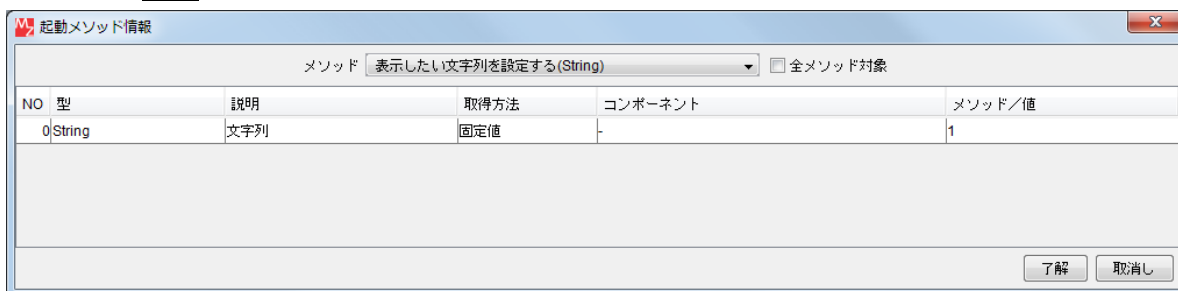 起動メソッド情報
メソッド 表示したい文字列を設定する(String) 全メソッド対象
NO 型 説明 取得方法 コンポーネント メソッド/値
0 String 文字列 固定値 - 1
了解 取消し